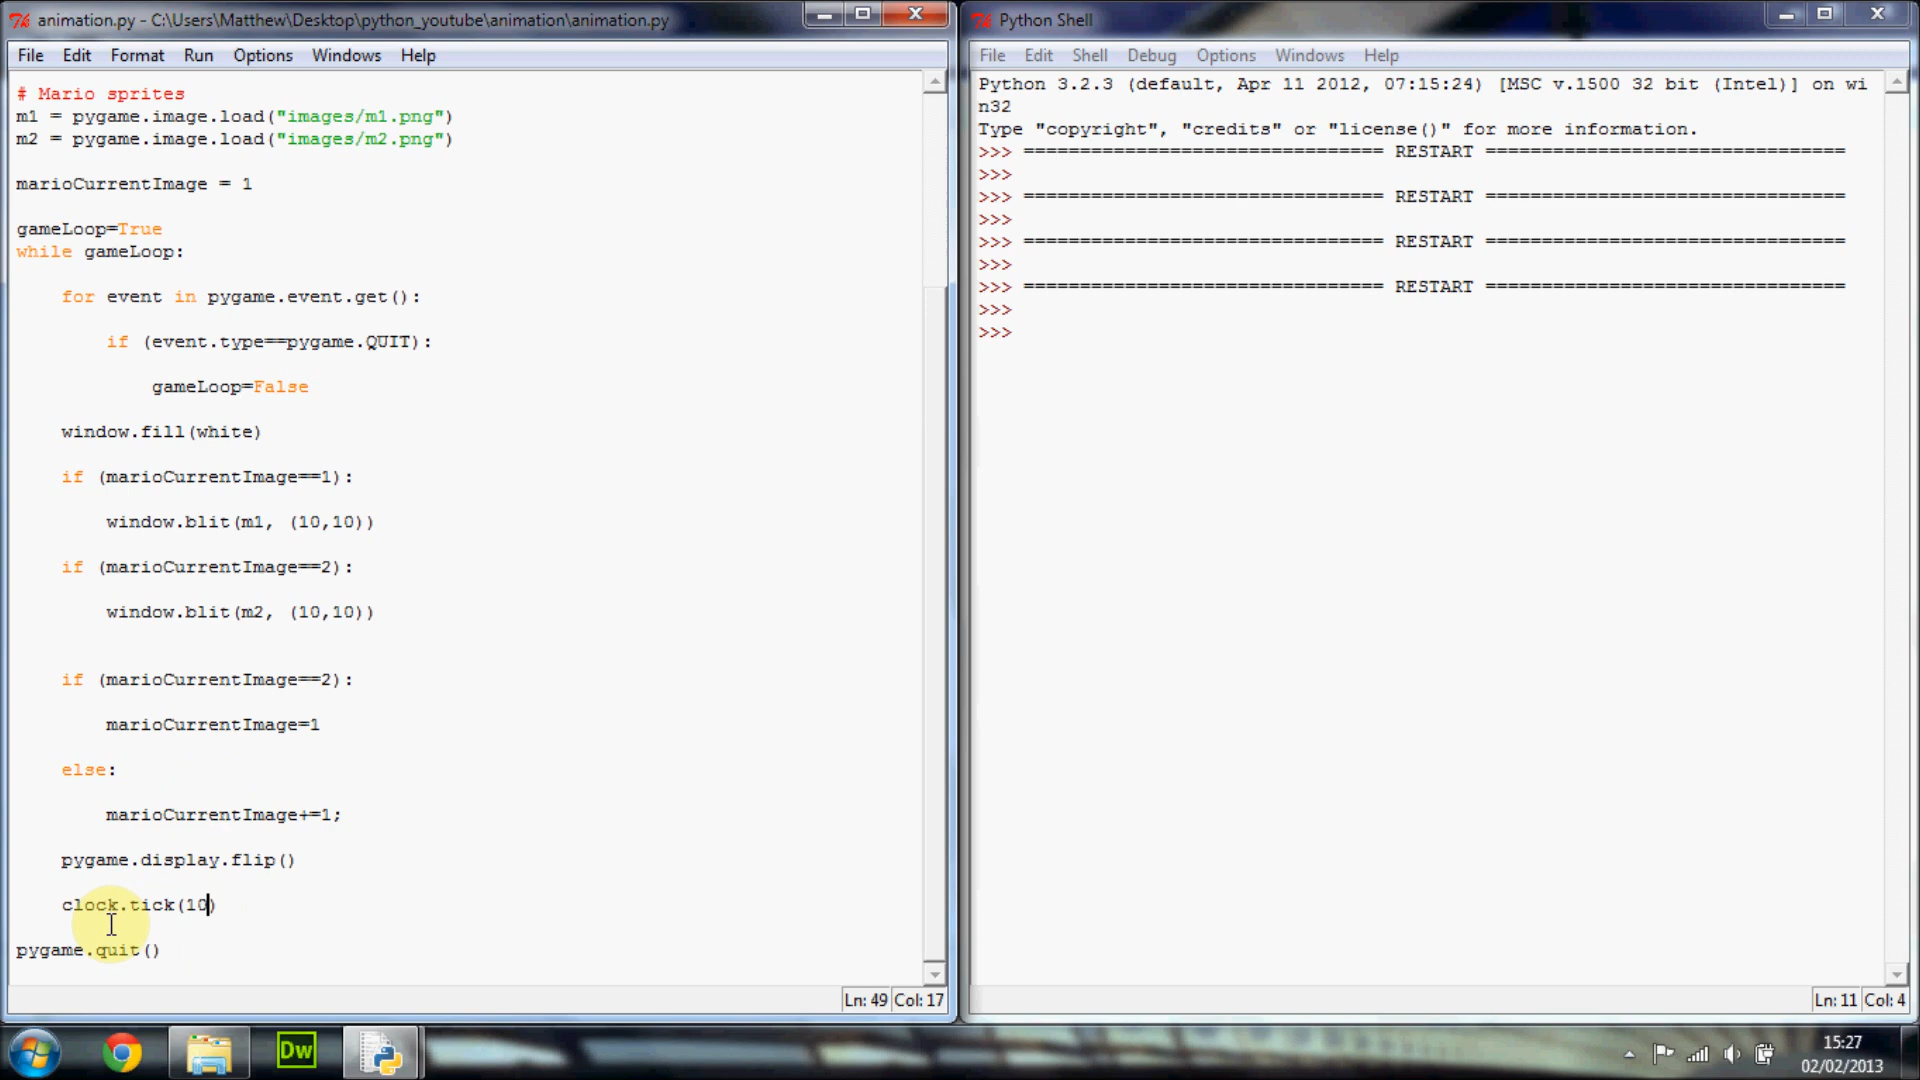 animation.py - C:\Users\Matthew\Desktop\python_youtube\animation\animation.py
File Edit Format Run Options Windows Help
# Mario sprites
m1 = pygame.image.load("images/m1.png")
m2 = pygame.image.load("images/m2.png")
marioCurrentImage = 1
gameLoop=True
while gameLoop:
for event in pygame.event.get():
if (event.type==pygame.QUIT):
gameLoop=False
window.fill(white)
if (marioCurrentImage==1):
window.blit(m1, (10,10))
if (marioCurrentImage==2):
window.blit(m2, (10,10))
if (marioCurrentImage==2):
marioCurrentImage=1
else:
marioCurrentImage+=1;
pygame.display.flip()
clock.tick(10)
pygame.quit()
Ln: 49 Col: 17
Python Shell
File Edit Shell Debug Options Windows Help
Python 3.2.3 (default, Apr 11 2012, 07:15:24) [MSC v.1500 32 bit (Intel)] on wi
n32
Type "copyright", "credits" or "license()" for more information.
>>> ================================ RESTART ================================
>>>
>>> ================================ RESTART ================================
>>>
>>> ================================ RESTART ================================
>>>
>>> ================================ RESTART ================================
>>>
>>>
Ln: 11 Col: 4
Dw
15:27
02/02/2013